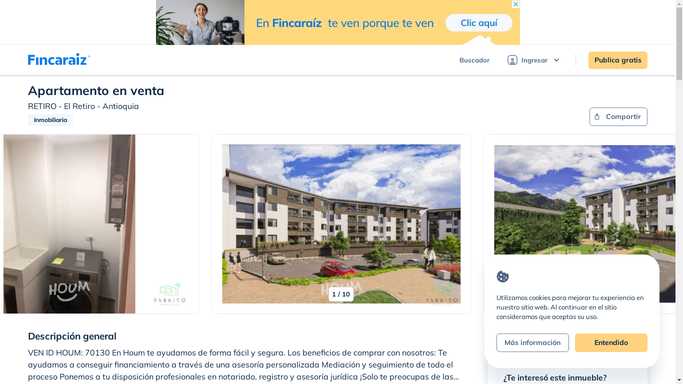 En Fincaraíz te ven porque te ven
Clic aquí
Fincaraiz
Buscador
Ingresar
Publica gratis
Apartamento en venta
RETIRO - El Retiro - Antioquia
Inmobiliaria
Compartir
HOUM
HOUM
1 / 10
Utilizamos cookies para mejorar tu experiencia en
nuestro sitio web. Al continuar en el sitio
consideramos que aceptas su uso.
Más información
Entendido
Descripción general
VEN ID HOUM: 70130 En Houm te ayudamos de forma fácil y segura. Los beneficios de comprar con nosotros: Te
ayudamos a conseguir financiamiento a través de una asesoría personalizada Mediación y seguimiento de todo el
proceso Ponemos a tu disposición profesionales en notariado, registro y asesoría jurídica ¡Solo te preocupas de las...
¿Te interesó este inmueble?